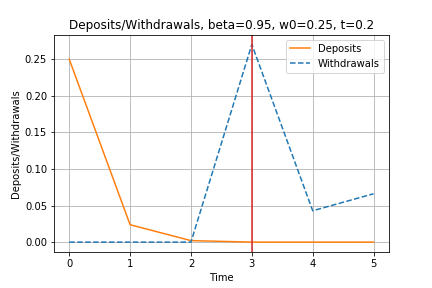 Deposits/Withdrawals, beta=0.95, w0=0.25, t=0.2
Deposits
Withdrawals
Deposits/Withdrawals
0.25
0.20
0.15
0.10
0.05
0.00
0 1 2 3 4 5
Time